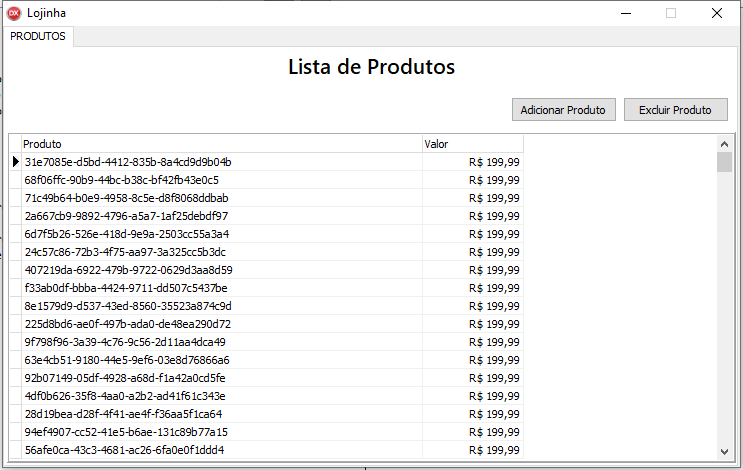 Lojinha
PRODUTOS
Lista de Produtos
Adicionar Produto Excluir Produto
Produto Valor
31e7085e-d5bd-4412-835b-8a4cd9d9b04b R$ 199,99
68f06ffc-90b9-44bc-b38c-bf42fb43e0c5 R$ 199,99
71c49b64-b0e9-4958-8c5e-d8f8068ddbab R$ 199,99
2a667cb9-9892-4796-a5a7-1af25debdf97 R$ 199,99
6d7f5b26-526e-418d-9e9a-2503cc55a3a4 R$ 199,99
24c57c86-72b3-4f75-aa97-3a325cc5b3dc R$ 199,99
407219da-6922-479b-9722-0629d3aa8d59 R$ 199,99
f33ab0df-bbba-4424-9711-dd507c5437be R$ 199,99
8e1579d9-d537-43ed-8560-35523a874c9d R$ 199,99
225d8bd6-ae0f-497b-ada0-de48ea290d72 R$ 199,99
9f798f96-3a39-4c76-9c56-2d11aa4dca49 R$ 199,99
63e4cb51-9180-44e5-9ef6-03e8d76866a6 R$ 199,99
92b07149-05df-4928-a68d-f1a42a0cd5fe R$ 199,99
4df0b626-35f8-4aa0-a2b2-ad41f61c343e R$ 199,99
28d19bea-d28f-4f41-ae4f-f36aa5f1ca64 R$ 199,99
94ef4907-cc52-41e5-b6ae-131c89b77a15 R$ 199,99
56afe0ca-43c3-4681-ac26-6fa0e0f1ddd4 R$ 199,99